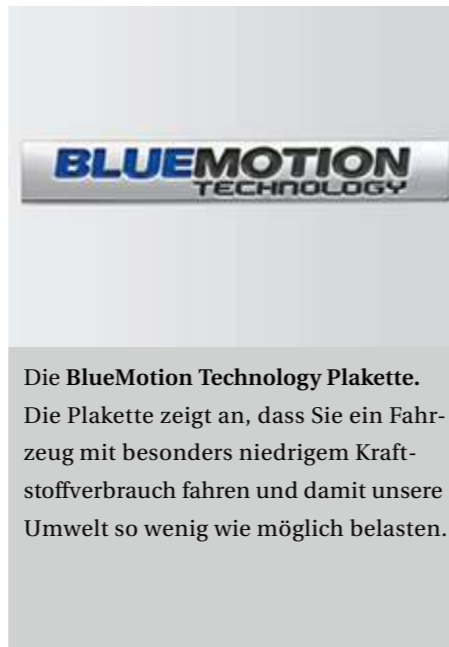 BLUEMOTION
TECHNOLOGY
Die BlueMotion Technology Plakette.
Die Plakette zeigt an, dass Sie ein Fahr-
zeug mit besonders niedrigem Kraft-
stoffverbrauch fahren und damit unsere
Umwelt so wenig wie möglich belasten.